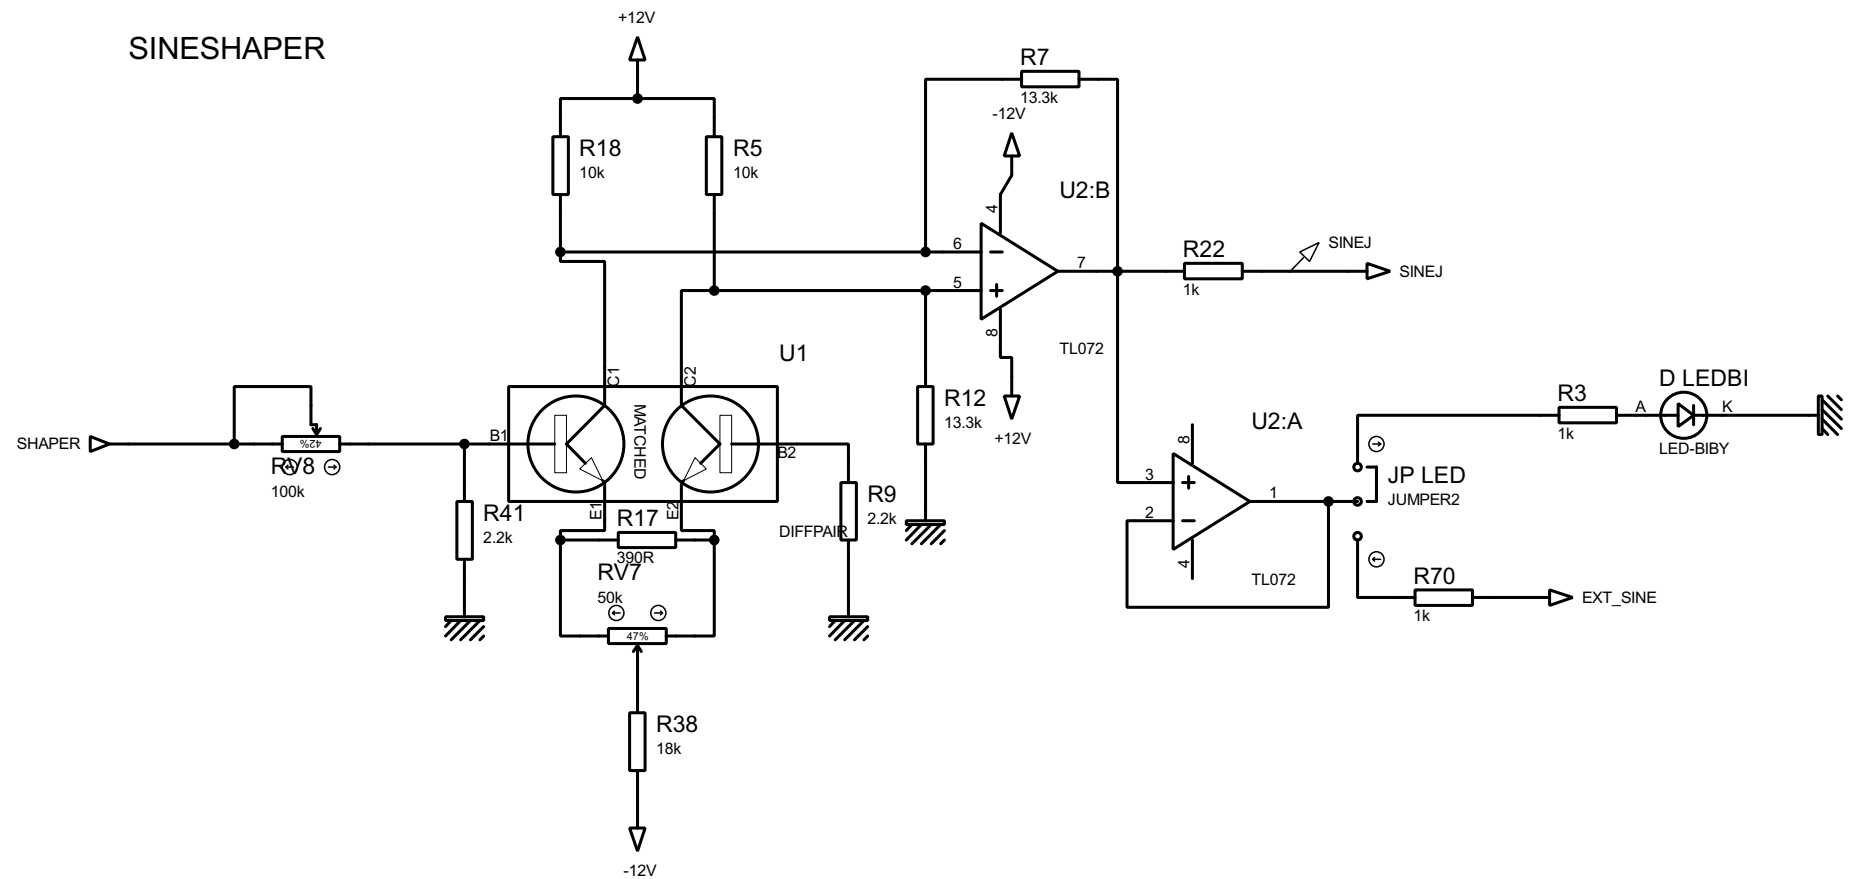 SINESHAPER
+12V
R18
10k
R5
10k
R7
13.3k
-12V
4
U2:B
6
5
7
8
TL072
+12V
R22
1k
SINEJ
SINEJ
U1
C1
C2
MATCHED
B1
B2
E1
E2
DIFFPAIR
SHAPER
42%
RV8
100k
R41
2.2k
R17
390R
RV7
50k
47%
R9
2.2k
R12
13.3k
R38
18k
-12V
U2:A
8
3
2
1
4
TL072
JP LED
JUMPER2
R3
1k
A
D LEDBI
K
LED-BIBY
R70
1k
EXT_SINE